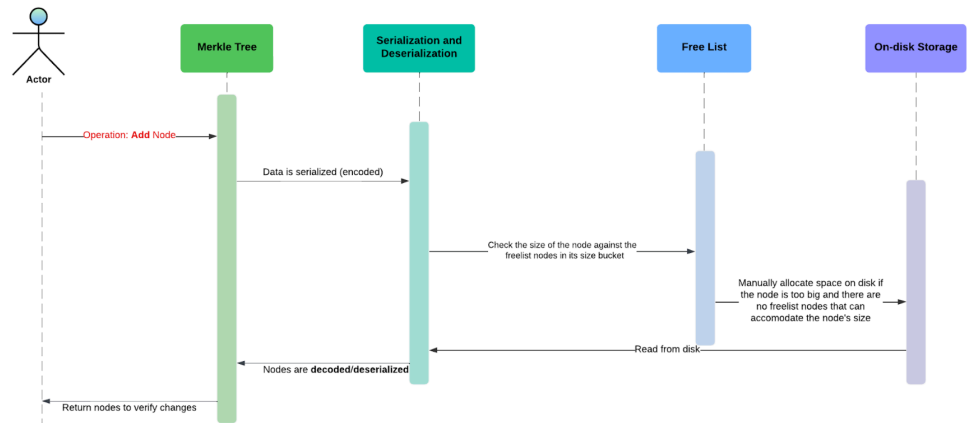 Actor
Merkle Tree
Serialization and
Deserialization
Free List
On-disk Storage
Operation: Add Node
Data is serialized (encoded)
Check the size of the node against the
freelist nodes in its size bucket
Manually allocate space on disk if
the node is too big and there are
no freelist nodes that can
accomodate the node's size
Read from disk
Nodes are decoded/deserialized
Return nodes to verify changes